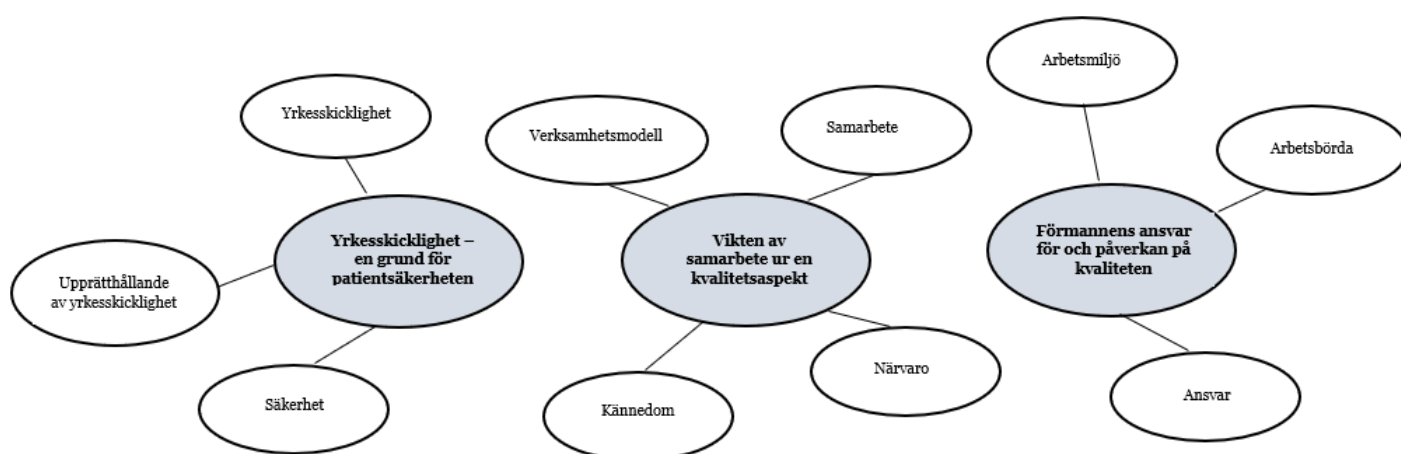 Yrkesskicklighet
Yrkesskicklighet –
en grund för
patientsäkerheten
Upprätthållande
av yrkesskicklighet
Säkerhet
Verksamhetsmodell
Samarbete
Vikten av
samarbete ur en
kvalitetsaspekt
Kännedom
Närvaro
Arbetsmiljö
Arbetsbörda
Förmannens ansvar
för och påverkan på
kvaliteten
Ansvar